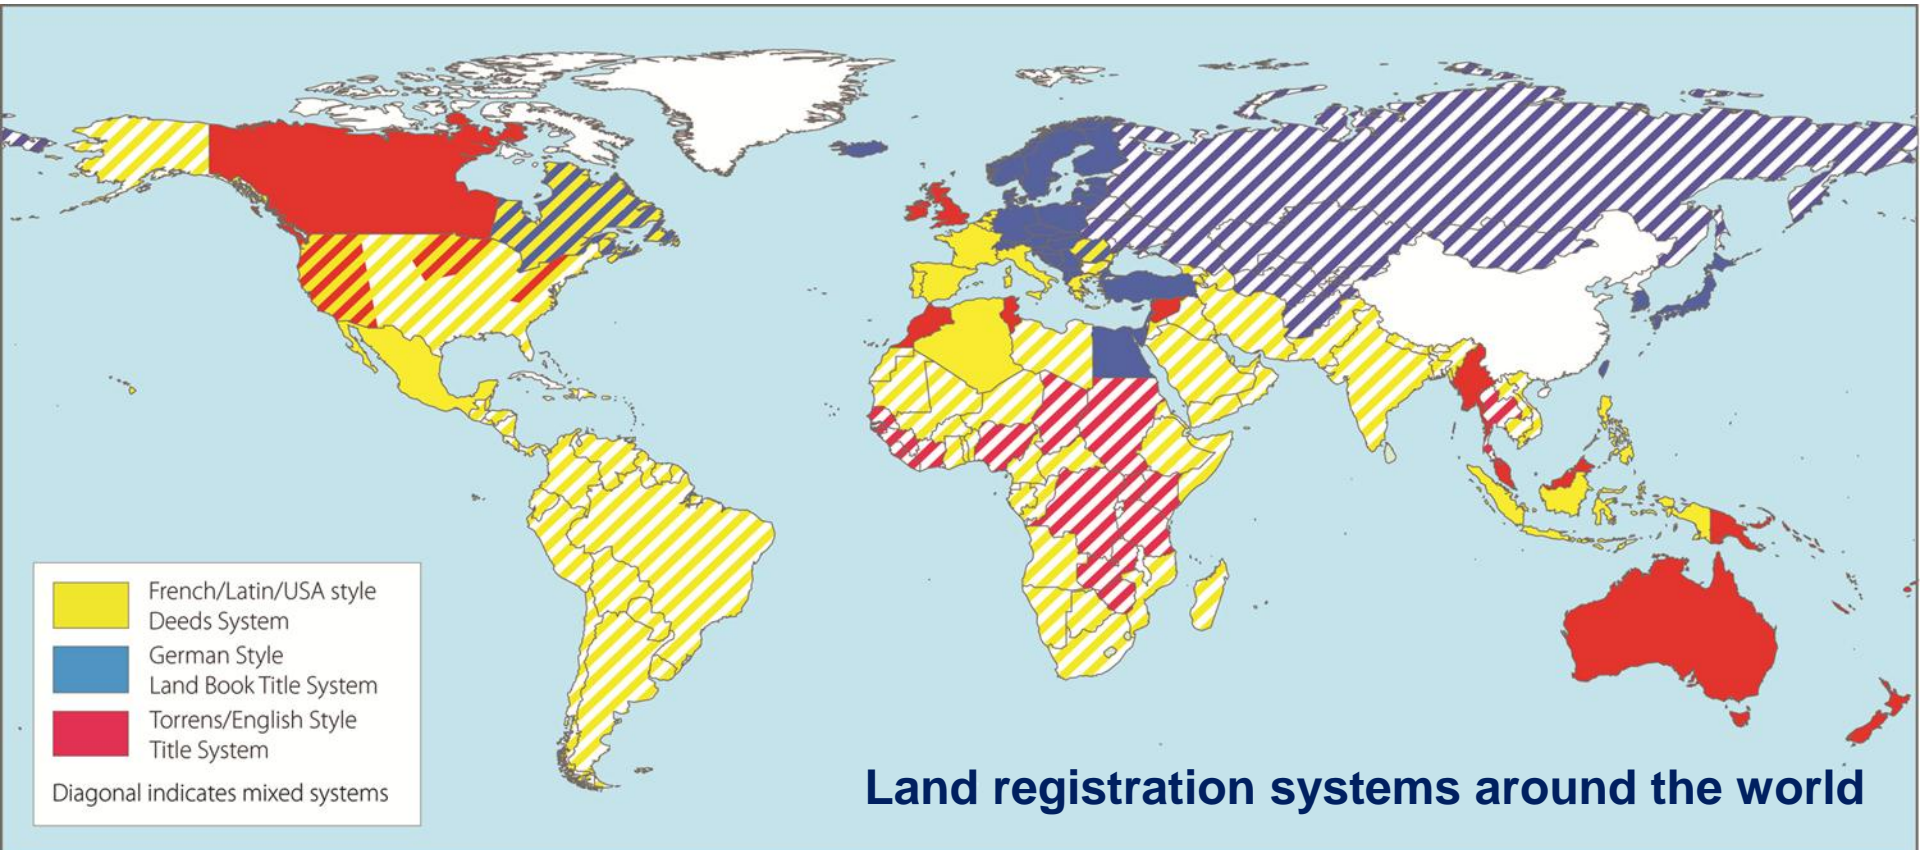 French/Latin/USA style
Deeds System
German Style
Land Book Title System
Torrens/English Style
Title System
Diagonal indicates mixed systems
Land registration systems around the world